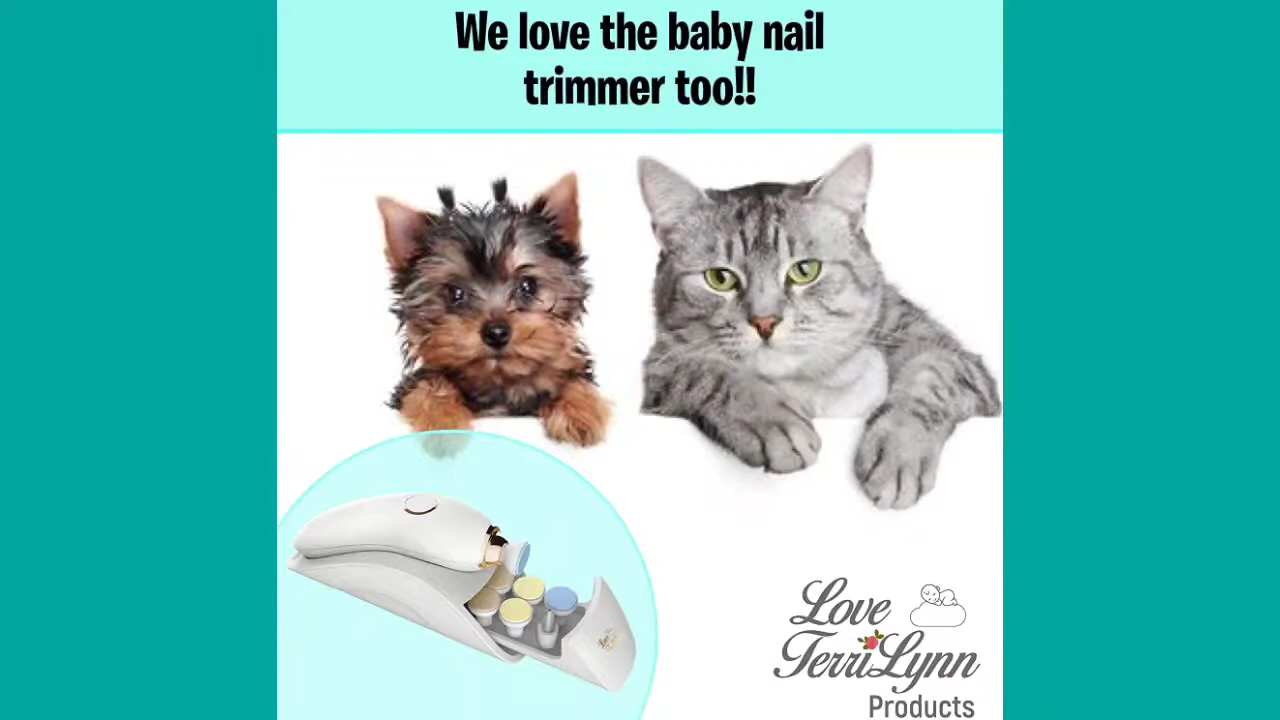 We love the baby nail
trimmer too!!
Love
TerriLynn
Products